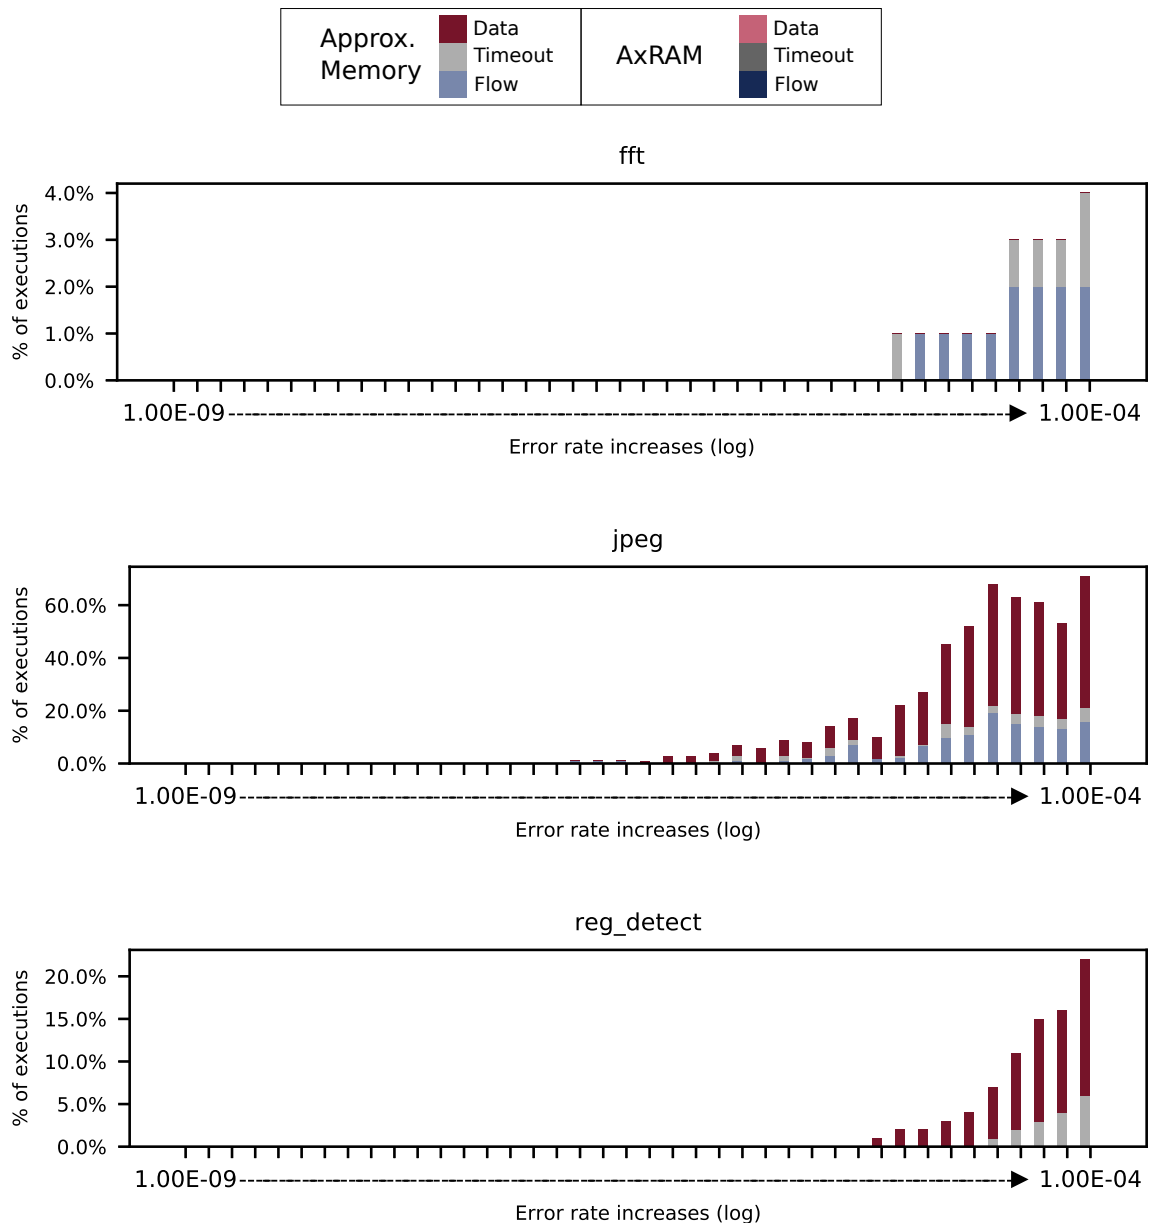 Approx.
Memory
Data
Timeout
Flow
AxRAM
Data
Timeout
Flow
fft
% of executions
4.0%
3.0%
2.0%
1.0%
0.0%
1.00E-09
1.00E-04
Error rate increases (log)
jpeg
% of executions
60.0%
40.0%
20.0%
0.0%
1.00E-09
1.00E-04
Error rate increases (log)
reg_detect
% of executions
20.0%
15.0%
10.0%
5.0%
0.0%
1.00E-09
1.00E-04
Error rate increases (log)